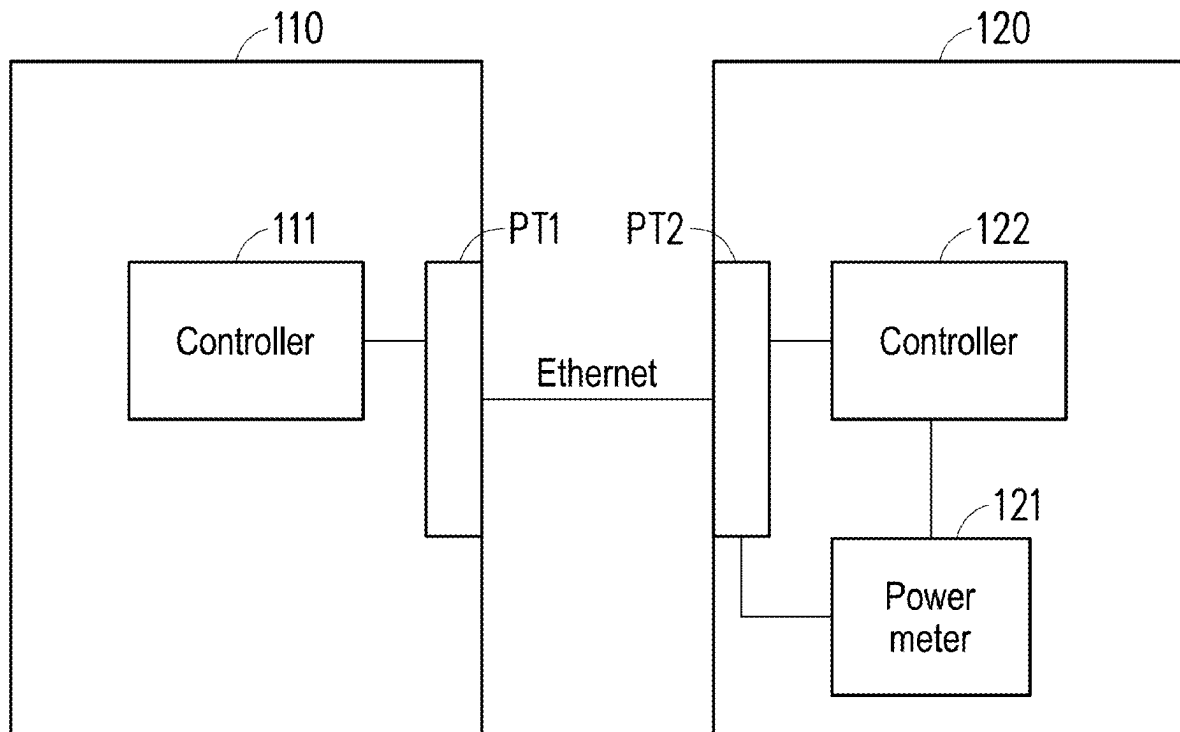 110
120
111
PT1
PT2
122
Controller
Controller
Ethernet
121
Power
meter